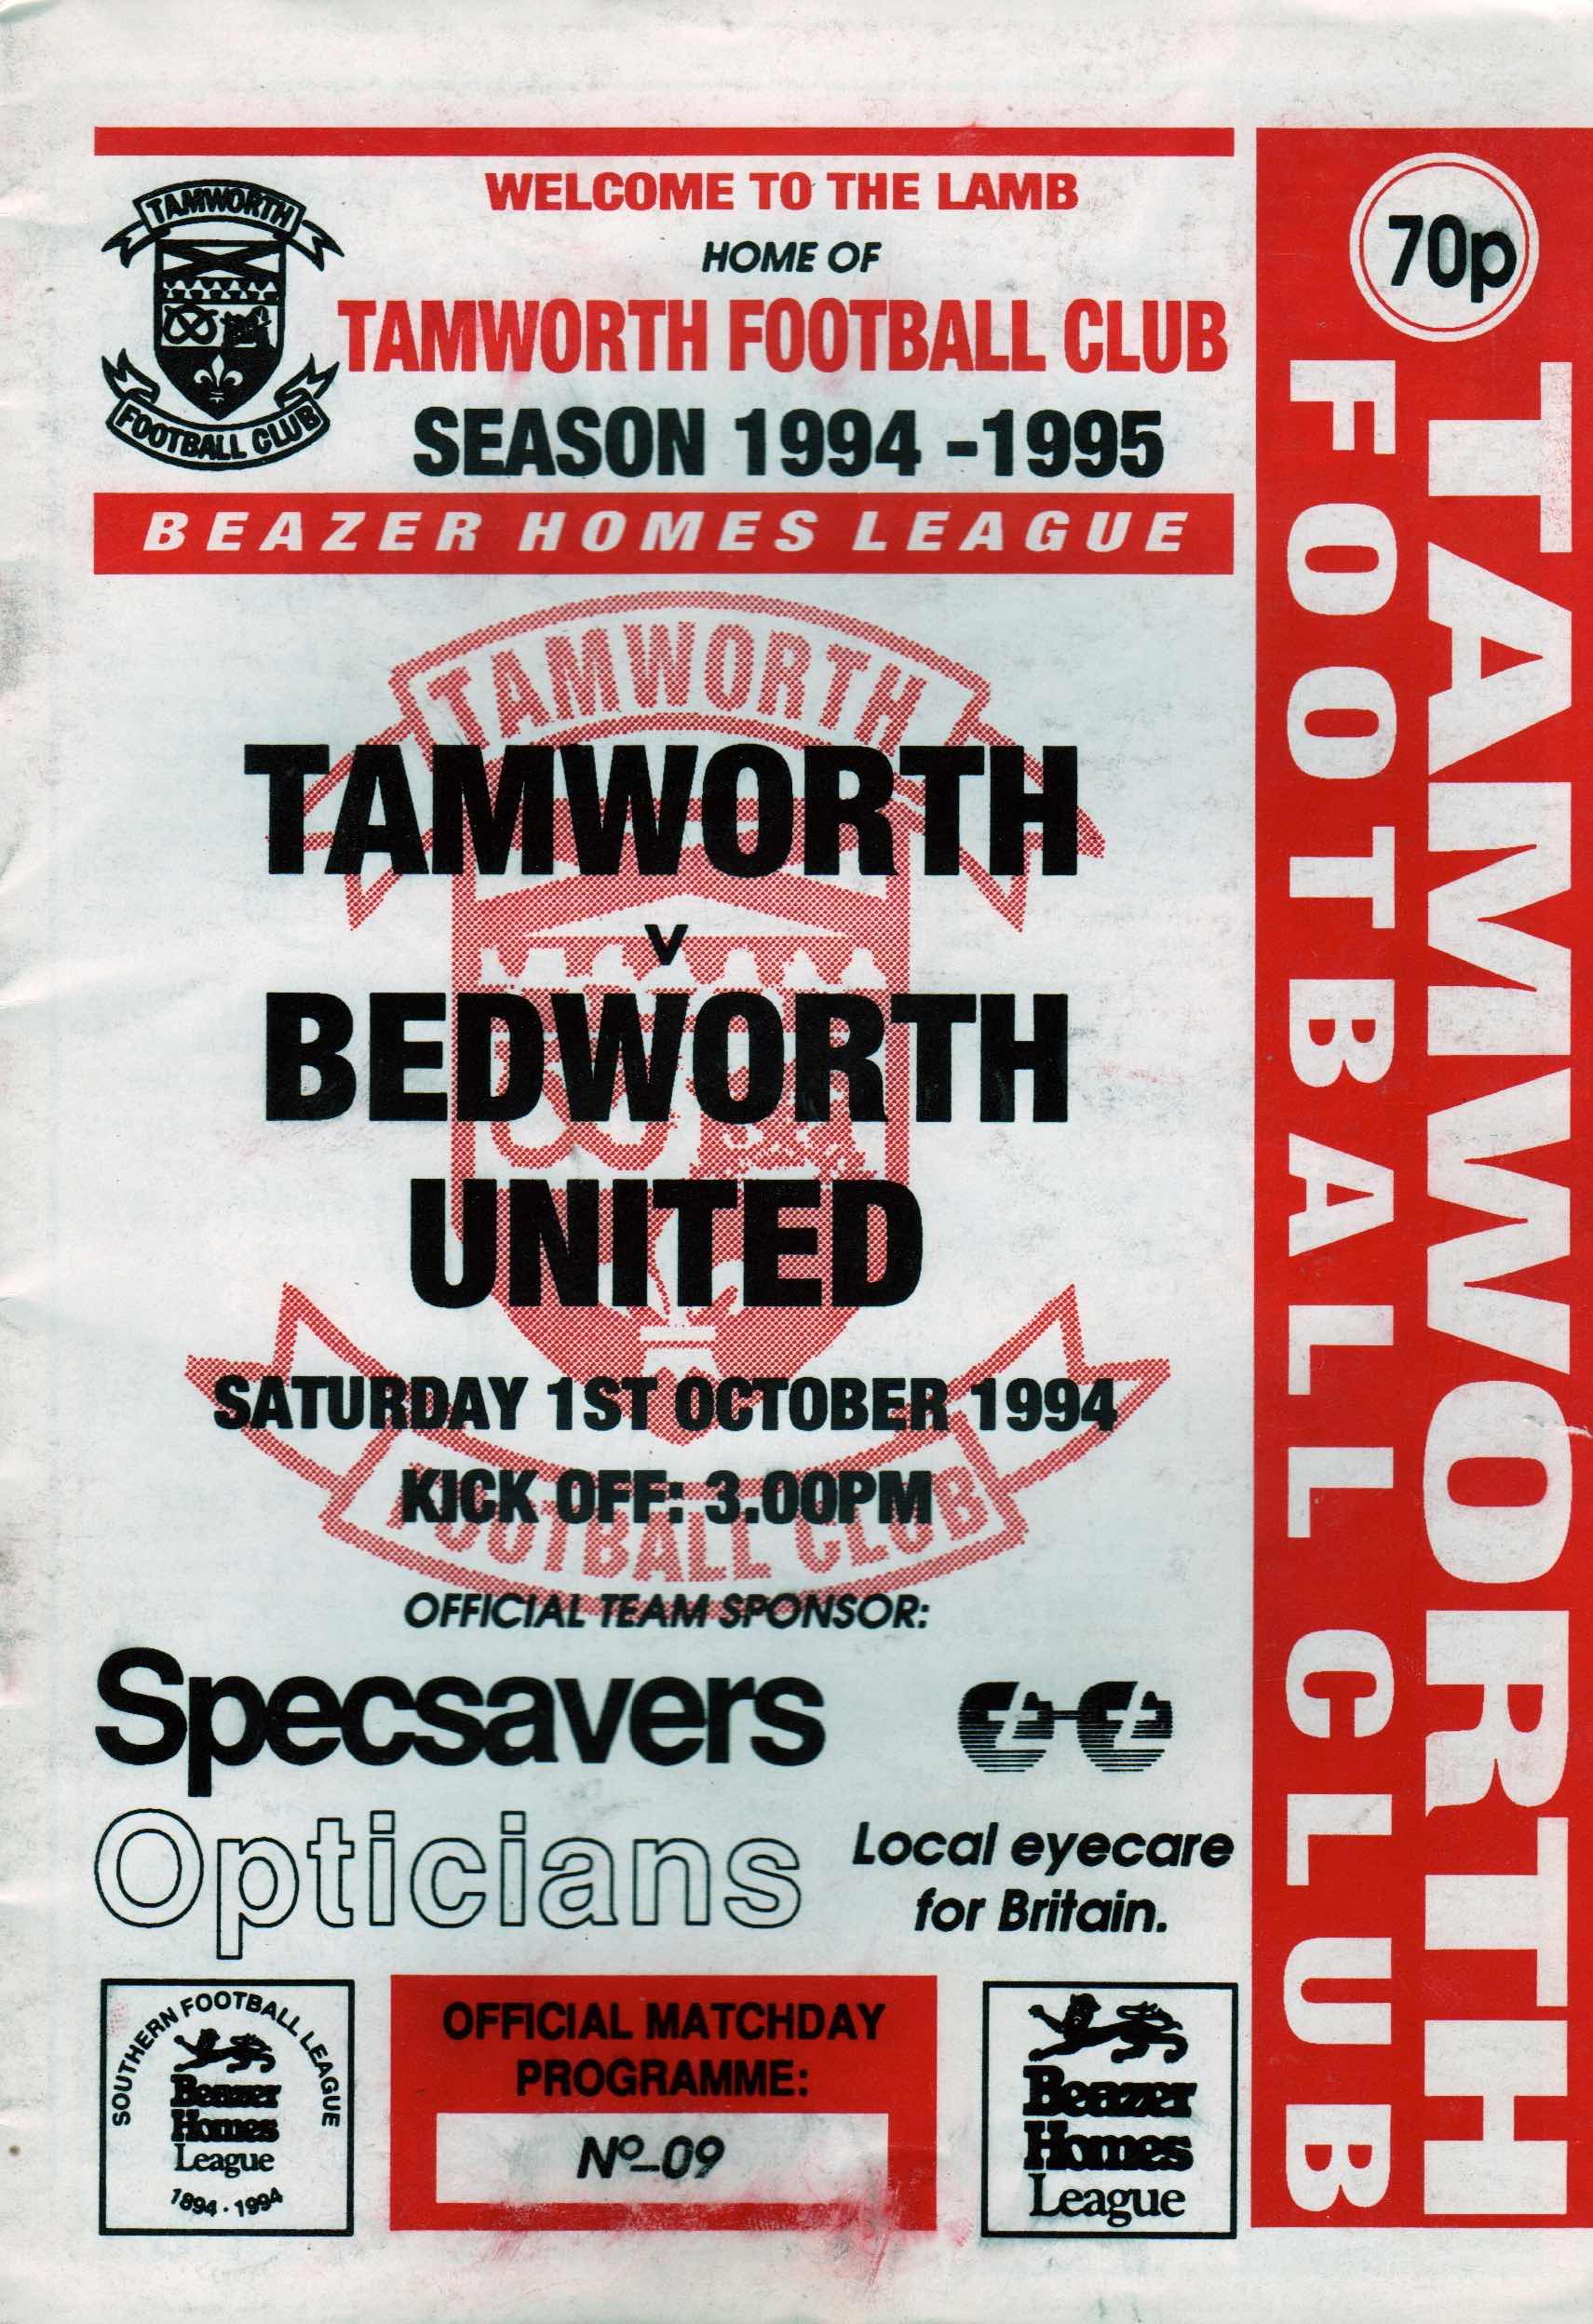 WELCOME TO THE LAMB
HOME OF
TAMWORTH FOOTBALL CLUB
SEASON 1994 -1995
TAMWORTH
FOOTBALL CLUB
BEAZER HOMES LEAGUE
70p
TAMWORTH
FOOTBALL CLUB
TAMWORTH
TAMWORTH
v
BEDWORTH
UNITED
SATURDAY 1ST OCTOBER 1994
KICK OFF: 3.00PM
FOOTBALL CLUB
OFFICIAL TEAM SPONSOR:
Specsavers
Opticians
Local eyecare
for Britain.
SOUTHERN FOOTBALL LEAGUE
Beazer
Homes
League
1894 · 1994
OFFICIAL MATCHDAY
PROGRAMME:
Nº 09
Beazer
Homes
League